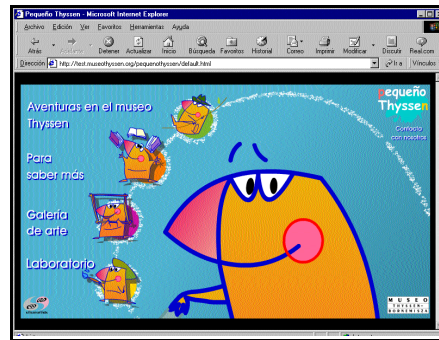 Pequeño Thyssen - Microsoft Internet Explorer
Archivo Edición Ver Favoritos Herramientas Ayuda
Atrás Adelante Detener Actualizar Inicio Búsqueda Favoritos Historial Correo Imprimir Modificar Discutir Real.com
Dirección http://test.museothyssen.org/pequenothyssen/default.html Ir a Vínculos
Aventuras en el museo
Thyssen
Para
saber más
Galería
de arte
Laboratorio
pequeño
Thyssen
Contacta
con nosotros
MUSEO
THYSSEN-
BORNEMISZA